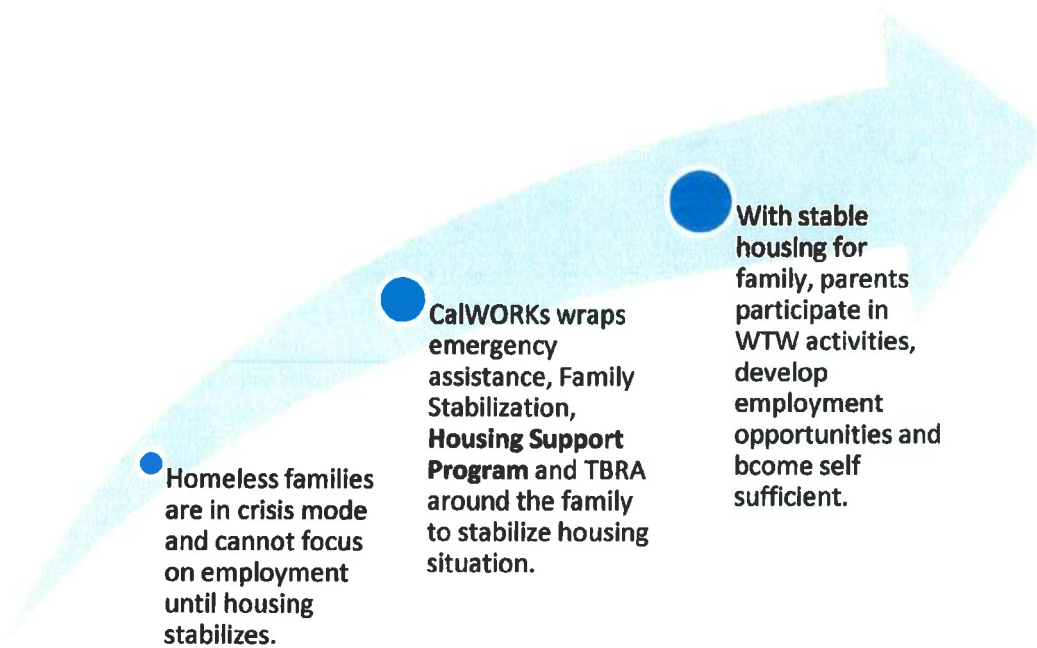 Homeless families
are in crisis mode
and cannot focus
on employment
until housing
stabilizes.
CalWORKs wraps
emergency
assistance, Family
Stabilization,
Housing Support
Program and TBRA
around the family
to stabilize housing
situation.
With stable
housing for
family, parents
participate in
WTW activities,
develop
employment
opportunities and
bcome self
sufficient.